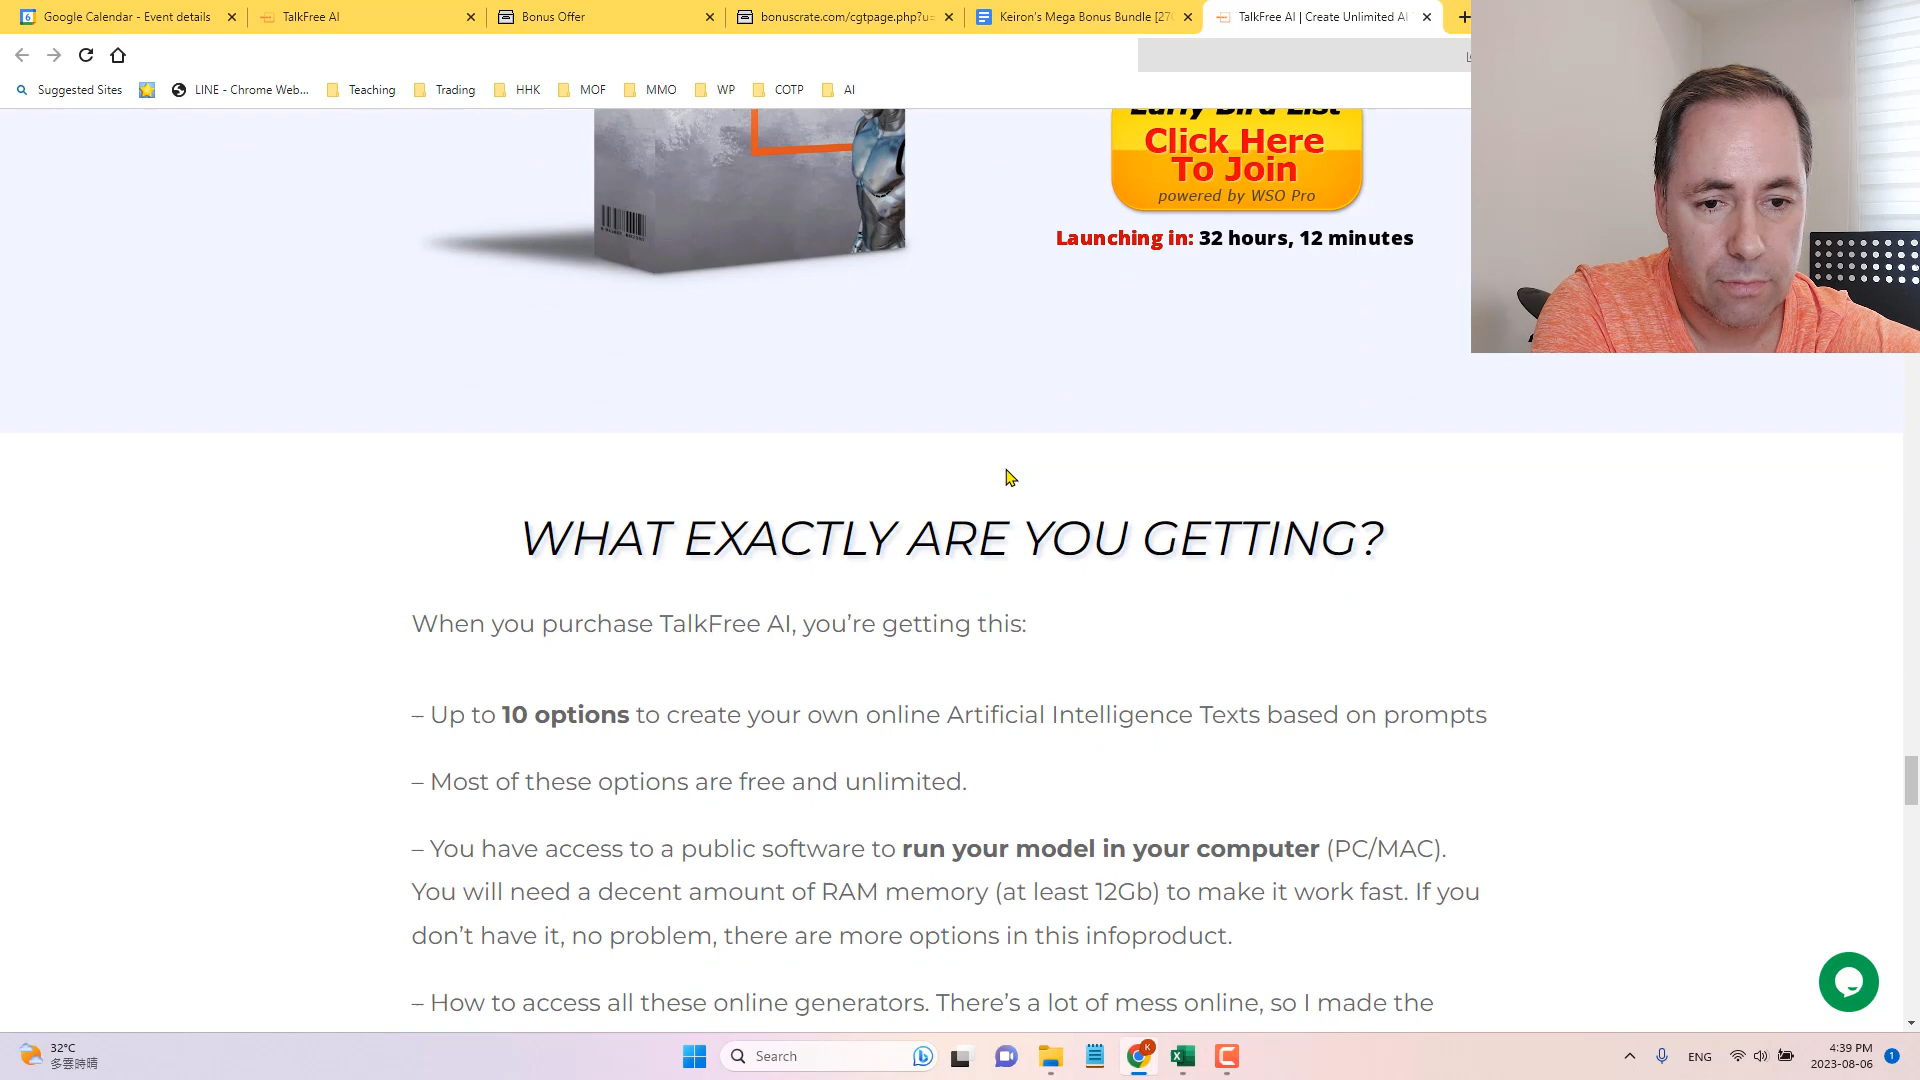 Google Calendar - Event details
TalkFree AI
Bonus Offer
bonuscrate.com/cgtpage.php?u=
Keiron's Mega Bonus Bundle [270
TalkFree AI | Create Unlimited AI
Suggested Sites
LINE - Chrome Web...
Teaching
Trading
HHK
MOF
MMO
WP
COTP
AI
Early Bird List
Click Here
To Join
powered by WSO Pro
Launching in: 32 hours, 12 minutes
WHAT EXACTLY ARE YOU GETTING?
When you purchase TalkFree AI, you're getting this:
– Up to 10 options to create your own online Artificial Intelligence Texts based on prompts
– Most of these options are free and unlimited.
– You have access to a public software to run your model in your computer (PC/MAC).
You will need a decent amount of RAM memory (at least 12Gb) to make it work fast. If you
don't have it, no problem, there are more options in this infoproduct.
– How to access all these online generators. There's a lot of mess online, so I made the
32°C
多雲時晴
Search
K
ENG
4:39 PM
2023-08-06
1